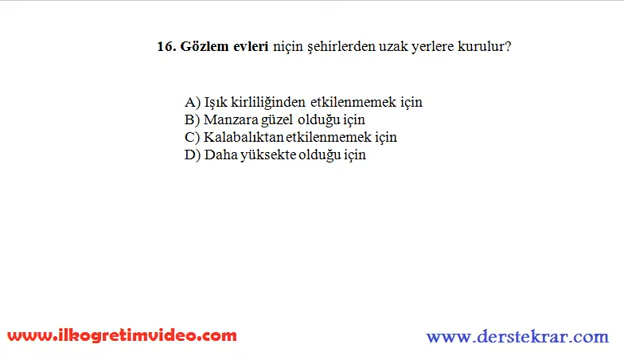 16. Gözlem evleri niçin şehirlerden uzak yerlere kurulur?
A) Işık kirliliğinden etkilenmemek için
B) Manzara güzel olduğu için
C) Kalabalıktan etkilenmemek için
D) Daha yüksekte olduğu için
www.ilkogretimvideo.com
www.derstekrar.com